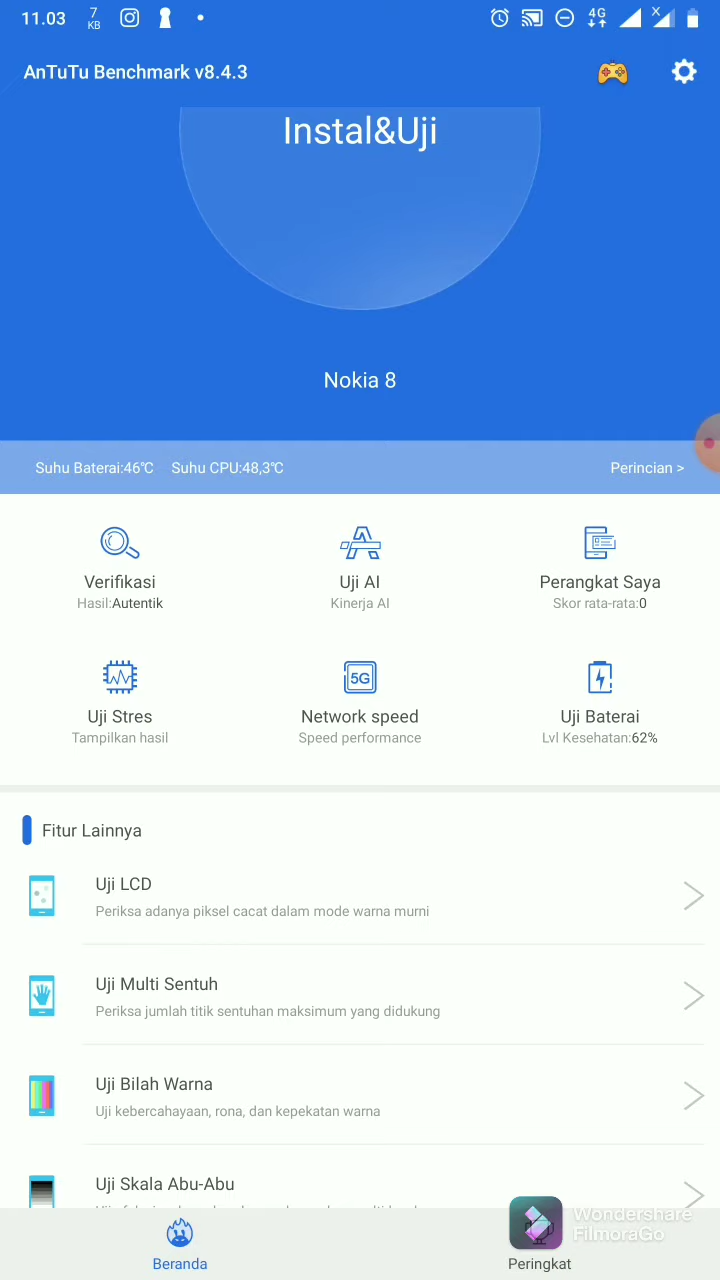 11.03 7 KB 4G X
AnTuTu Benchmark v8.4.3
Instal&Uji
Nokia 8
Suhu Baterai:46℃ Suhu CPU:48,3℃ Perincian >
Verifikasi Uji AI Perangkat Saya
Hasil:Autentik Kinerja AI Skor rata-rata:0
5G
Uji Stres Network speed Uji Baterai
Tampilkan hasil Speed performance Lvl Kesehatan:62%
Fitur Lainnya
Uji LCD
Periksa adanya piksel cacat dalam mode warna murni
Uji Multi Sentuh
Periksa jumlah titik sentuhan maksimum yang didukung
Uji Bilah Warna
Uji kebercahayaan, rona, dan kepekatan warna
Uji Skala Abu-Abu
Wondershare
FilmoraGo
Beranda Peringkat